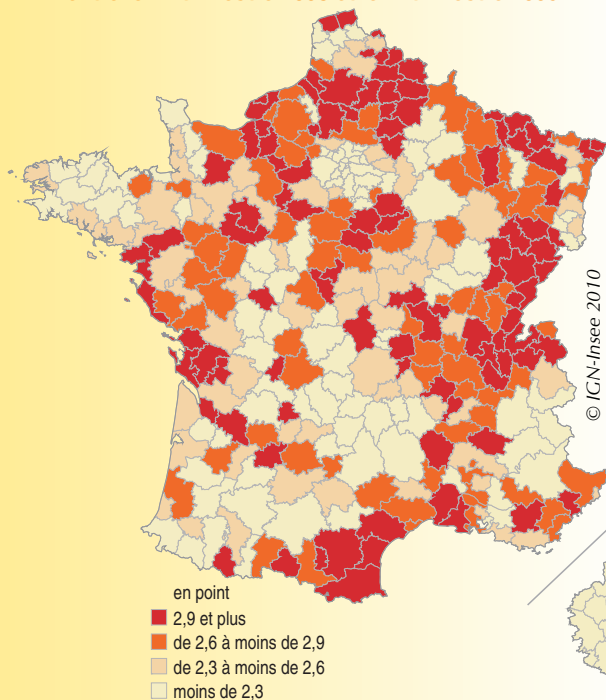 © IGN-Insee 2010
en point
2,9 et plus
de 2,6 à moins de 2,9
de 2,3 à moins de 2,6
moins de 2,3